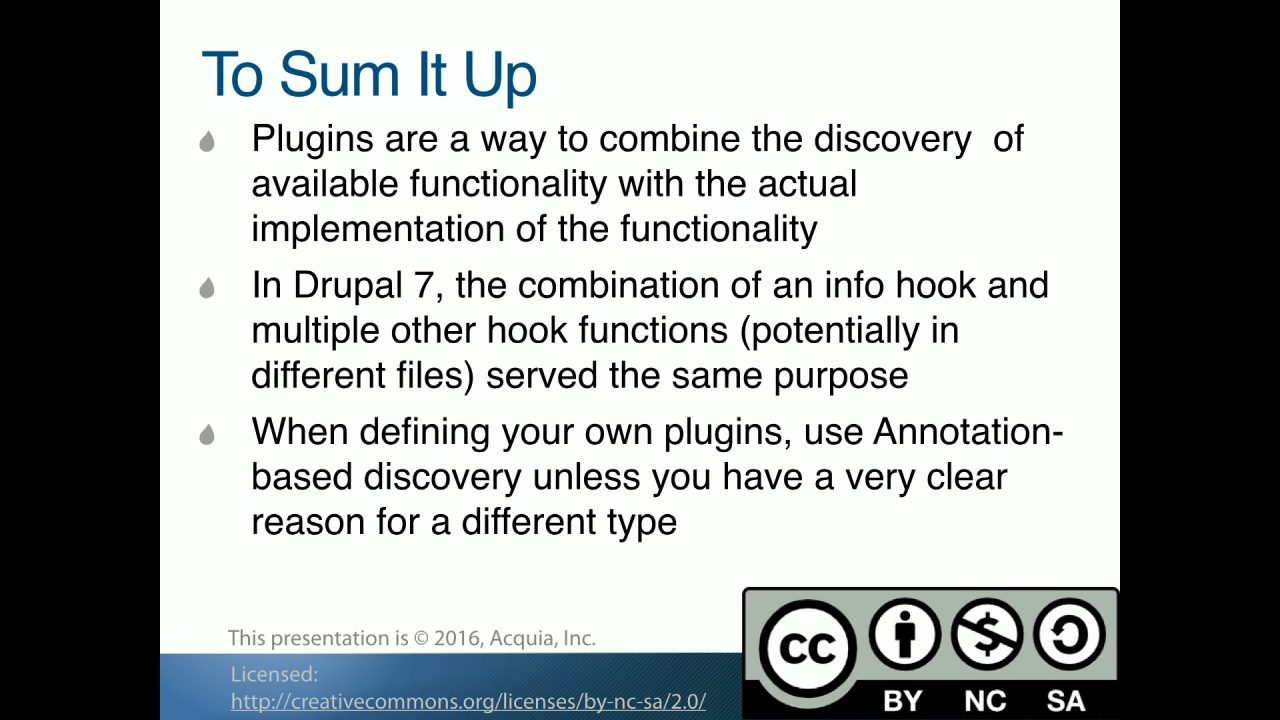 To Sum It Up
Plugins are a way to combine the discovery of
available functionality with the actual
implementation of the functionality
In Drupal 7, the combination of an info hook and
multiple other hook functions (potentially in
different files) served the same purpose
When defining your own plugins, use Annotation-
based discovery unless you have a very clear
reason for a different type
This presentation is © 2016, Acquia, Inc.
Licensed:
http://creativecommons.org/licenses/by-nc-sa/2.0/
CC
BY NC SA